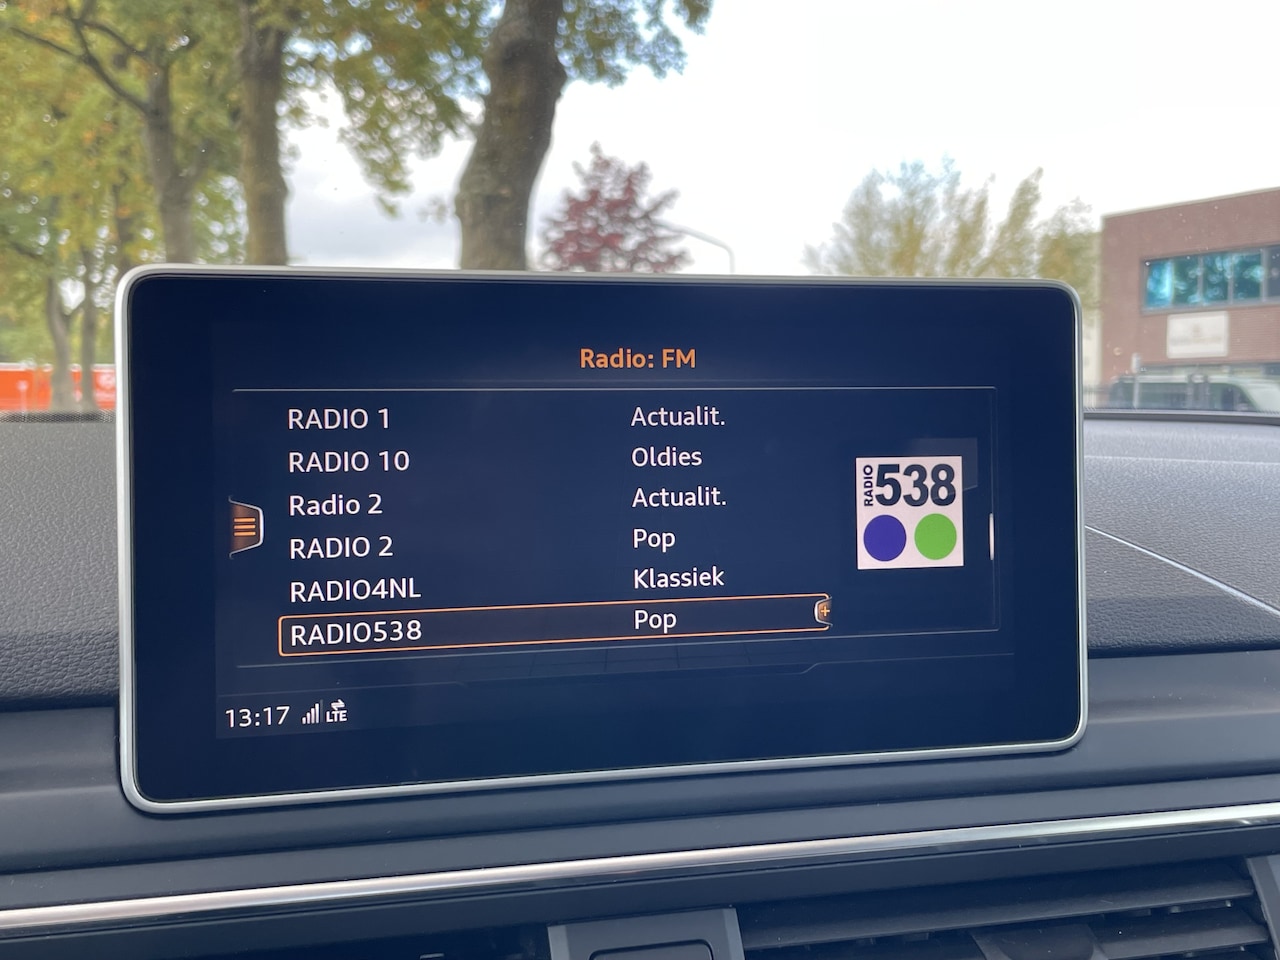 Radio: FM
RADIO 1 Actualit.
RADIO 10 Oldies
Radio 2 Actualit.
RADIO 2 Pop
RADIO4NL Klassiek
RADIO538 Pop
RADIO 538
13:17 LTE